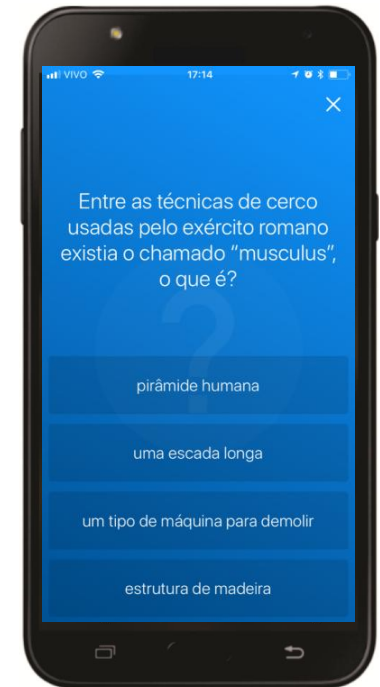 VIVO 17:14
Entre as técnicas de cerco
usadas pelo exército romano
existia o chamado “musculus”,
o que é?
pirâmide humana
uma escada longa
um tipo de máquina para demolir
estrutura de madeira